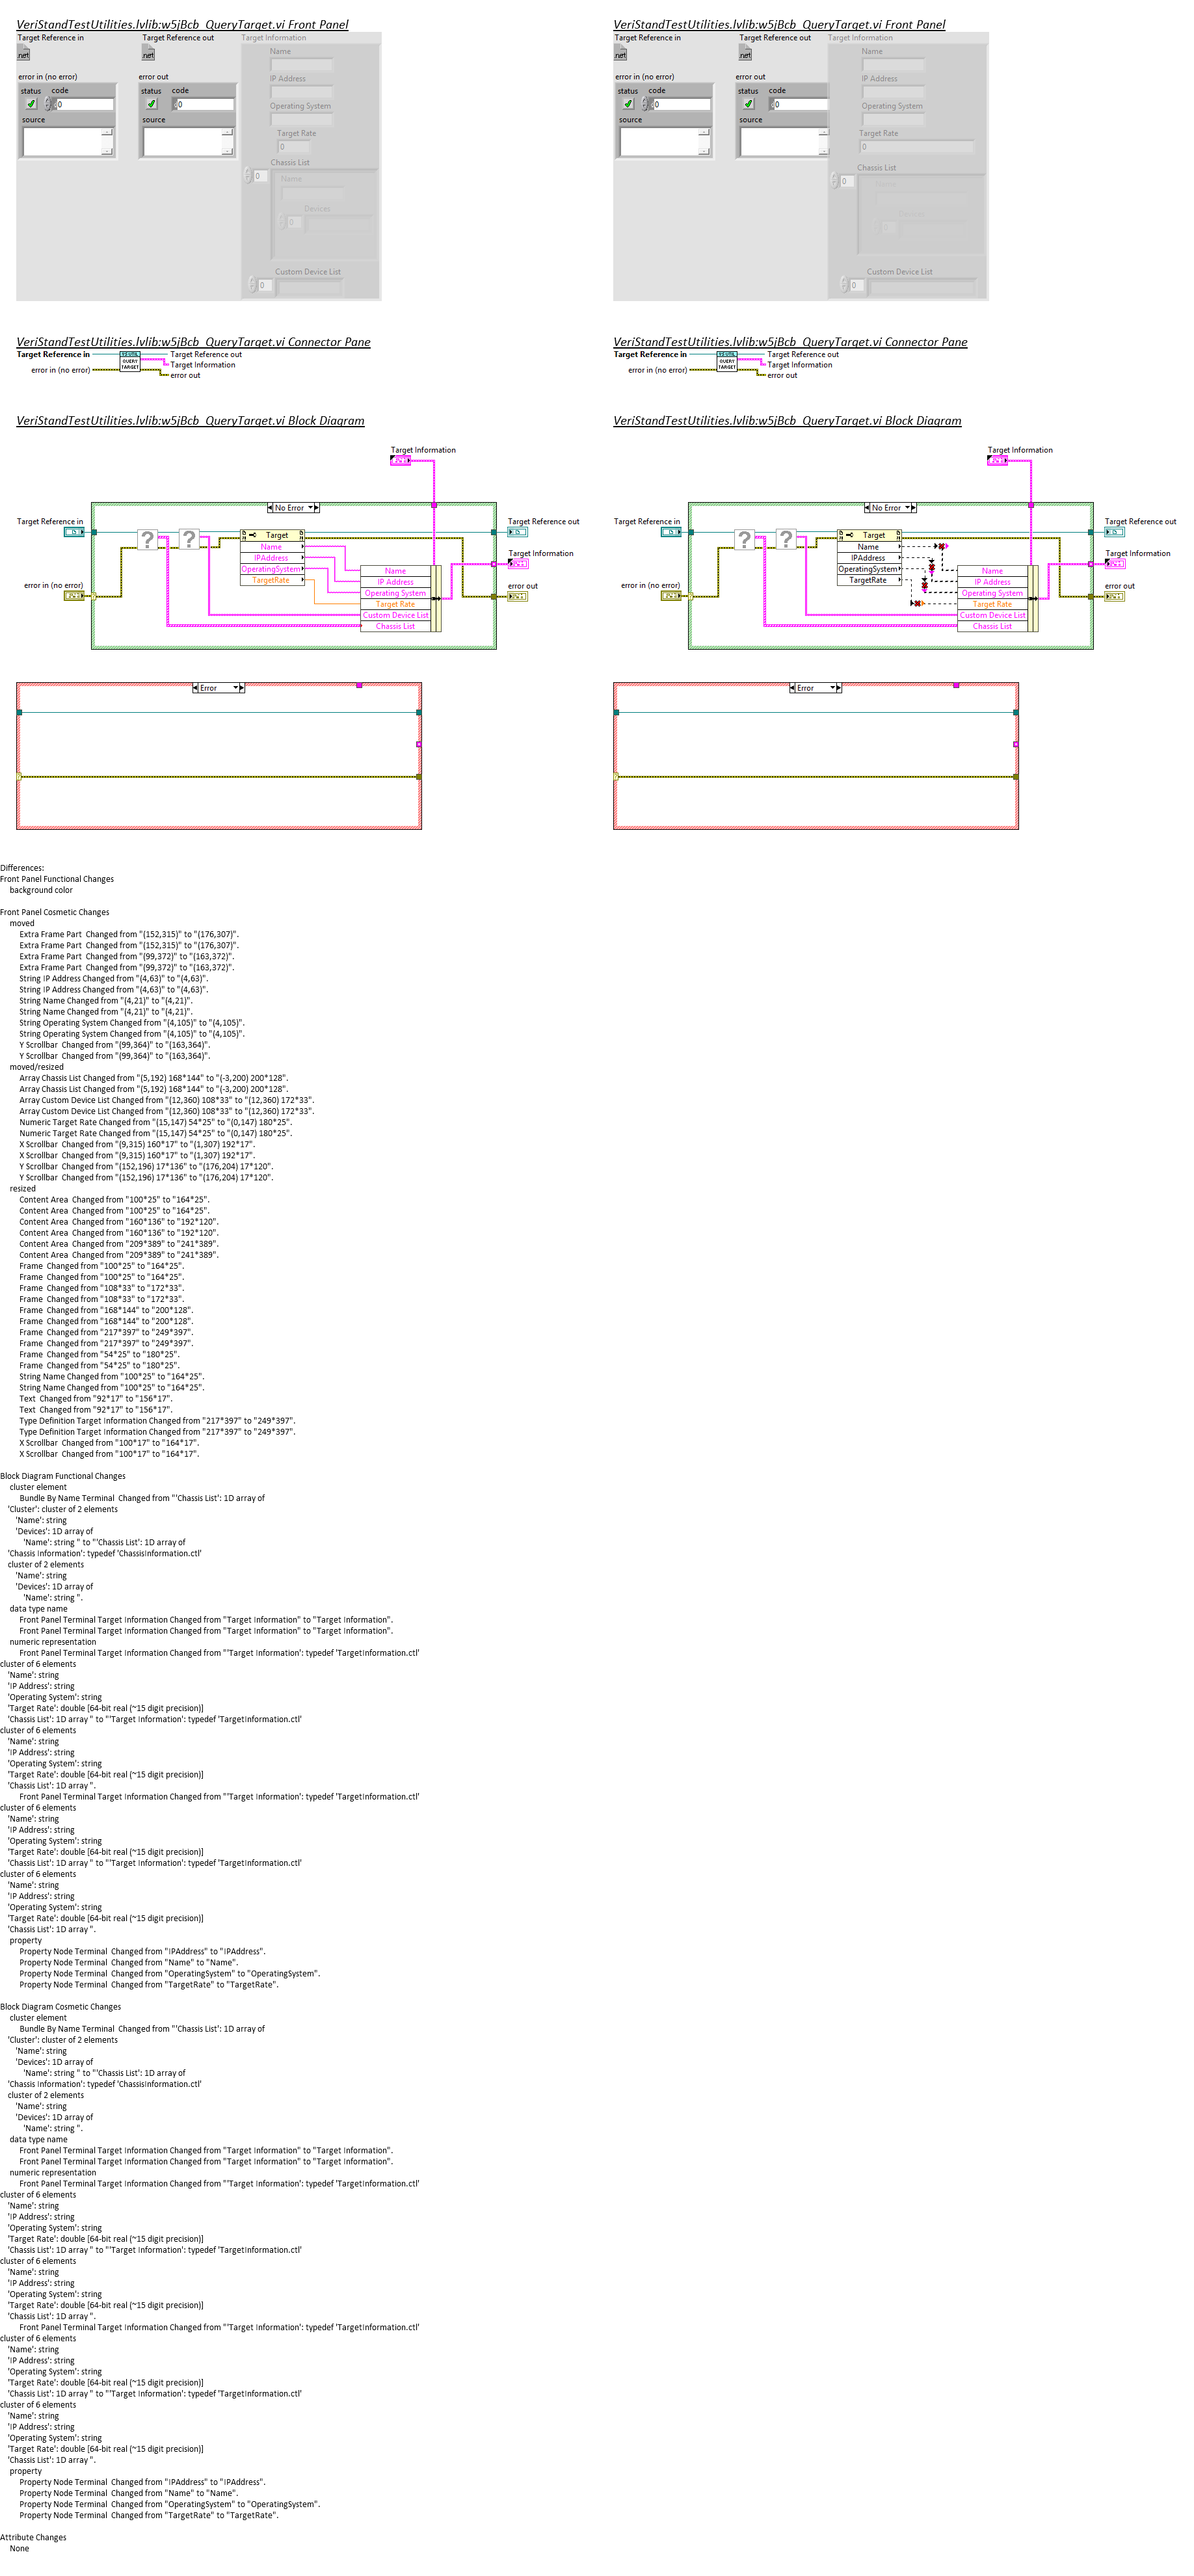 VeriStandTestUtilities.lvlib:w5jBcb_QueryTarget.vi Front Panel
Target Reference in
Target Reference out
Target Information
.net
.net
Name
IP Address
error in (no error)
error out
status
code
status
code
0
0
Operating System
source
source
Target Rate
0
Chassis List
0
Name
Devices
0
Custom Device List
0
VeriStandTestUtilities.lvlib:w5jBcb_QueryTarget.vi Front Panel
Target Reference in
Target Reference out
Target Information
.net
.net
Name
IP Address
error in (no error)
error out
status
code
status
code
0
0
Operating System
source
source
Target Rate
0
Chassis List
0
Custom Device List
0
VeriStandTestUtilities.lvlib:w5jBcb_QueryTarget.vi Connector Pane
Target Reference in
error in (no error)
QUERY
TARGET
Target Reference out
Target Information
error out
VeriStandTestUtilities.lvlib:w5jBcb_QueryTarget.vi Connector Pane
Target Reference in
error in (no error)
QUERY
TARGET
Target Reference out
Target Information
error out
VeriStandTestUtilities.lvlib:w5jBcb_QueryTarget.vi Block Diagram
Target Information
No Error
Target Reference in
Target Reference out
? ?
Target
Name
IPAddress
OperatingSystem
TargetRate
Target Information
Name
IP Address
Operating System
Target Rate
Custom Device List
Chassis List
error in (no error)
error out
Error
VeriStandTestUtilities.lvlib:w5jBcb_QueryTarget.vi Block Diagram
Target Information
No Error
Target Reference in
Target Reference out
? ?
Target
Name
IPAddress
OperatingSystem
TargetRate
Target Information
Name
IP Address
Operating System
Target Rate
Custom Device List
Chassis List
error in (no error)
error out
Error
Differences:
Front Panel Functional Changes
background color
Front Panel Cosmetic Changes
moved
Extra Frame Part  Changed from "(152,315)" to "(176,307)".
Extra Frame Part  Changed from "(152,315)" to "(176,307)".
Extra Frame Part  Changed from "(99,372)" to "(163,372)".
Extra Frame Part  Changed from "(99,372)" to "(163,372)".
String IP Address Changed from "(4,63)" to "(4,63)".
String IP Address Changed from "(4,63)" to "(4,63)".
String Name Changed from "(4,21)" to "(4,21)".
String Name Changed from "(4,21)" to "(4,21)".
String Operating System Changed from "(4,105)" to "(4,105)".
String Operating System Changed from "(4,105)" to "(4,105)".
Y Scrollbar  Changed from "(99,364)" to "(163,364)".
Y Scrollbar  Changed from "(99,364)" to "(163,364)".
moved/resized
Array Chassis List Changed from "(5,192) 168*144" to "(-3,200) 200*128".
Array Chassis List Changed from "(5,192) 168*144" to "(-3,200) 200*128".
Array Custom Device List Changed from "(12,360) 108*33" to "(12,360) 172*33".
Array Custom Device List Changed from "(12,360) 108*33" to "(12,360) 172*33".
Numeric Target Rate Changed from "(15,147) 54*25" to "(0,147) 180*25".
Numeric Target Rate Changed from "(15,147) 54*25" to "(0,147) 180*25".
X Scrollbar  Changed from "(9,315) 160*17" to "(1,307) 192*17".
X Scrollbar  Changed from "(9,315) 160*17" to "(1,307) 192*17".
Y Scrollbar  Changed from "(152,196) 17*136" to "(176,204) 17*120".
Y Scrollbar  Changed from "(152,196) 17*136" to "(176,204) 17*120".
resized
Content Area  Changed from "100*25" to "164*25".
Content Area  Changed from "100*25" to "164*25".
Content Area  Changed from "160*136" to "192*120".
Content Area  Changed from "160*136" to "192*120".
Content Area  Changed from "209*389" to "241*389".
Content Area  Changed from "209*389" to "241*389".
Frame  Changed from "100*25" to "164*25".
Frame  Changed from "100*25" to "164*25".
Frame  Changed from "108*33" to "172*33".
Frame  Changed from "108*33" to "172*33".
Frame  Changed from "168*144" to "200*128".
Frame  Changed from "168*144" to "200*128".
Frame  Changed from "217*397" to "249*397".
Frame  Changed from "217*397" to "249*397".
Frame  Changed from "54*25" to "180*25".
Frame  Changed from "54*25" to "180*25".
String Name Changed from "100*25" to "164*25".
String Name Changed from "100*25" to "164*25".
Text  Changed from "92*17" to "156*17".
Text  Changed from "92*17" to "156*17".
Type Definition Target Information Changed from "217*397" to "249*397".
Type Definition Target Information Changed from "217*397" to "249*397".
X Scrollbar  Changed from "100*17" to "164*17".
X Scrollbar  Changed from "100*17" to "164*17".
Block Diagram Functional Changes
cluster element
Bundle By Name Terminal  Changed from "'Chassis List': 1D array of
'Cluster': cluster of 2 elements
'Name': string
'Devices': 1D array of
'Name': string " to "'Chassis List': 1D array of
'Chassis Information': typedef 'ChassisInformation.ctl'
cluster of 2 elements
'Name': string
'Devices': 1D array of
'Name': string ".
data type name
Front Panel Terminal Target Information Changed from "Target Information" to "Target Information".
Front Panel Terminal Target Information Changed from "Target Information" to "Target Information".
numeric representation
Front Panel Terminal Target Information Changed from "'Target Information': typedef 'TargetInformation.ctl'
cluster of 6 elements
'Name': string
'IP Address': string
'Operating System': string
'Target Rate': double [64-bit real (~15 digit precision)]
'Chassis List': 1D array " to "'Target Information': typedef 'TargetInformation.ctl'
cluster of 6 elements
'Name': string
'IP Address': string
'Operating System': string
'Target Rate': double [64-bit real (~15 digit precision)]
'Chassis List': 1D array ".
Front Panel Terminal Target Information Changed from "'Target Information': typedef 'TargetInformation.ctl'
cluster of 6 elements
'Name': string
'IP Address': string
'Operating System': string
'Target Rate': double [64-bit real (~15 digit precision)]
'Chassis List': 1D array " to "'Target Information': typedef 'TargetInformation.ctl'
cluster of 6 elements
'Name': string
'IP Address': string
'Operating System': string
'Target Rate': double [64-bit real (~15 digit precision)]
'Chassis List': 1D array ".
property
Property Node Terminal  Changed from "IPAddress" to "IPAddress".
Property Node Terminal  Changed from "Name" to "Name".
Property Node Terminal  Changed from "OperatingSystem" to "OperatingSystem".
Property Node Terminal  Changed from "TargetRate" to "TargetRate".
Block Diagram Cosmetic Changes
cluster element
Bundle By Name Terminal  Changed from "'Chassis List': 1D array of
'Cluster': cluster of 2 elements
'Name': string
'Devices': 1D array of
'Name': string " to "'Chassis List': 1D array of
'Chassis Information': typedef 'ChassisInformation.ctl'
cluster of 2 elements
'Name': string
'Devices': 1D array of
'Name': string ".
data type name
Front Panel Terminal Target Information Changed from "Target Information" to "Target Information".
Front Panel Terminal Target Information Changed from "Target Information" to "Target Information".
numeric representation
Front Panel Terminal Target Information Changed from "'Target Information': typedef 'TargetInformation.ctl'
cluster of 6 elements
'Name': string
'IP Address': string
'Operating System': string
'Target Rate': double [64-bit real (~15 digit precision)]
'Chassis List': 1D array " to "'Target Information': typedef 'TargetInformation.ctl'
cluster of 6 elements
'Name': string
'IP Address': string
'Operating System': string
'Target Rate': double [64-bit real (~15 digit precision)]
'Chassis List': 1D array ".
Front Panel Terminal Target Information Changed from "'Target Information': typedef 'TargetInformation.ctl'
cluster of 6 elements
'Name': string
'IP Address': string
'Operating System': string
'Target Rate': double [64-bit real (~15 digit precision)]
'Chassis List': 1D array " to "'Target Information': typedef 'TargetInformation.ctl'
cluster of 6 elements
'Name': string
'IP Address': string
'Operating System': string
'Target Rate': double [64-bit real (~15 digit precision)]
'Chassis List': 1D array ".
property
Property Node Terminal  Changed from "IPAddress" to "IPAddress".
Property Node Terminal  Changed from "Name" to "Name".
Property Node Terminal  Changed from "OperatingSystem" to "OperatingSystem".
Property Node Terminal  Changed from "TargetRate" to "TargetRate".
Attribute Changes
None